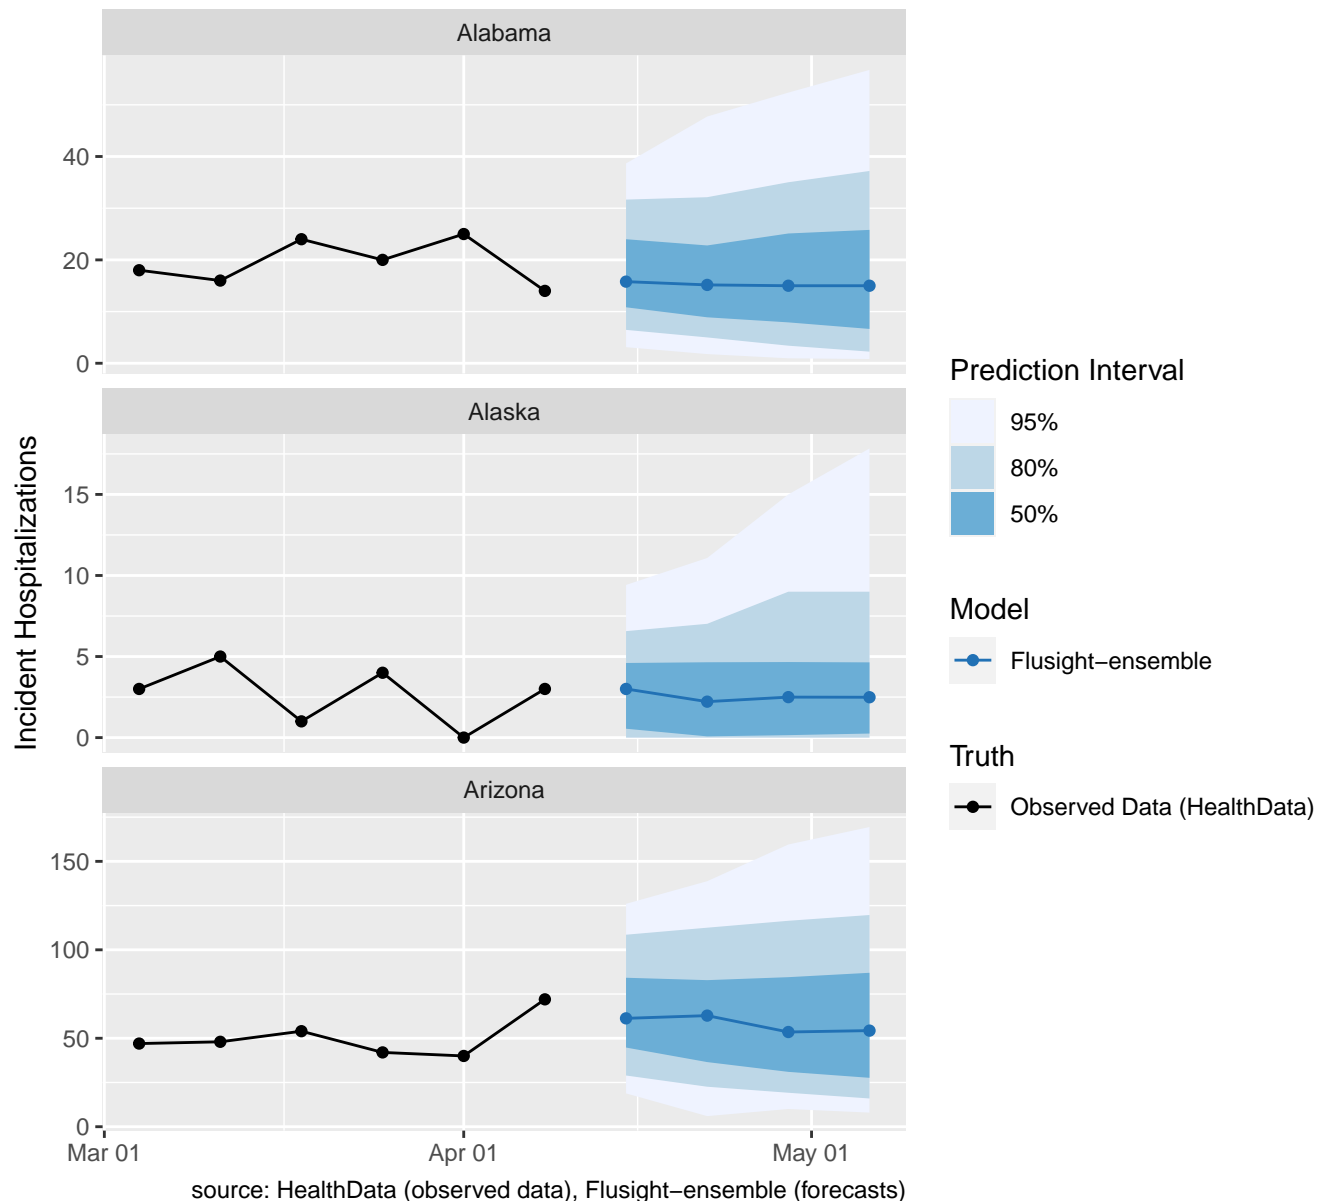 Alabama
40
20
0
Alaska
15
10
5
0
Arizona
150
100
50
0
Mar 01
Apr 01
May 01
Incident Hospitalizations
source: HealthData (observed data), Flusight−ensemble (forecasts)
Prediction Interval
95%
80%
50%
Model
Flusight−ensemble
Truth
Observed Data (HealthData)